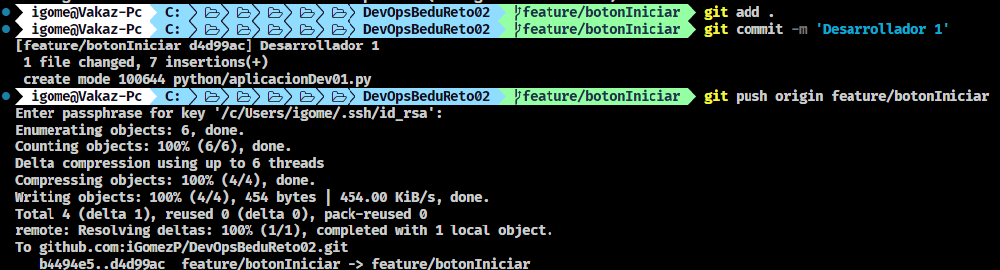 igome@Vakaz-Pc C: DevOpsBeduReto02 feature/botonIniciar git add .
igome@Vakaz-Pc C: DevOpsBeduReto02 feature/botonIniciar git commit -m 'Desarrollador 1'
[feature/botonIniciar d4d99ac] Desarrollador 1
1 file changed, 7 insertions(+)
create mode 100644 python/aplicacionDev01.py
igome@Vakaz-Pc C: DevOpsBeduReto02 feature/botonIniciar git push origin feature/botonIniciar
Enter passphrase for key '/c/Users/igome/.ssh/id_rsa':
Enumerating objects: 6, done.
Counting objects: 100% (6/6), done.
Delta compression using up to 6 threads
Compressing objects: 100% (4/4), done.
Writing objects: 100% (4/4), 454 bytes | 454.00 KiB/s, done.
Total 4 (delta 1), reused 0 (delta 0), pack-reused 0
remote: Resolving deltas: 100% (1/1), completed with 1 local object.
To github.com:iGomezP/DevOpsBeduReto02.git
b4494e5..d4d99ac feature/botonIniciar -> feature/botonIniciar